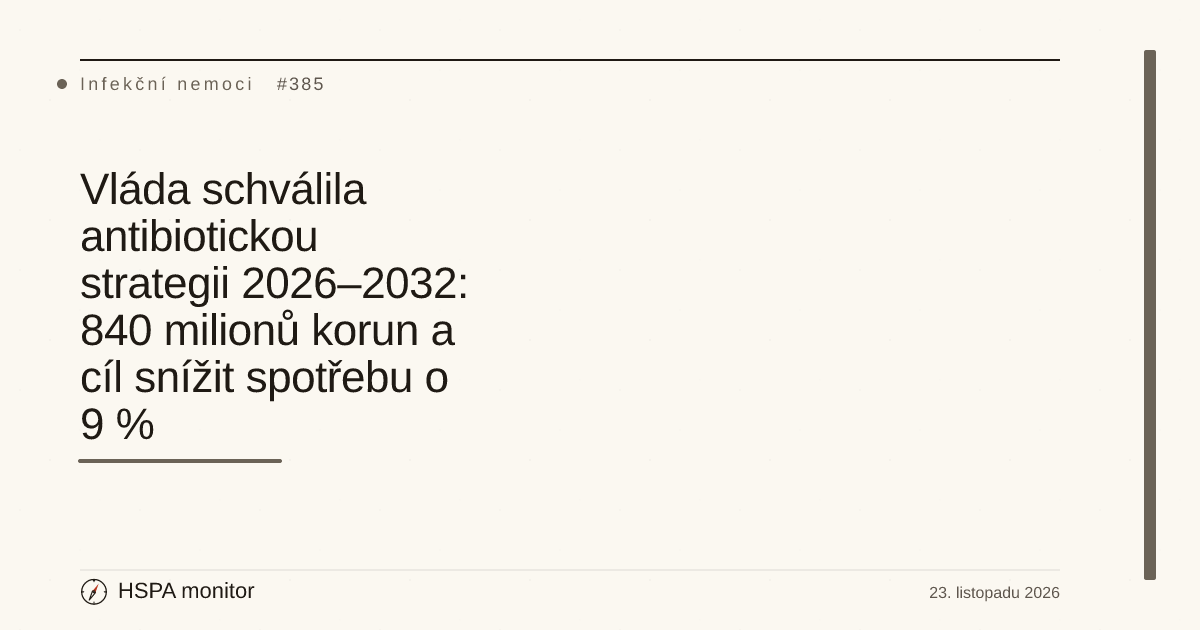 Infekční nemoci #385
Vláda schválila
antibiotickou
strategii 2026–2032:
840 milionů korun a
cíl snížit spotřebu o
9 %
HSPA monitor
23. listopadu 2026